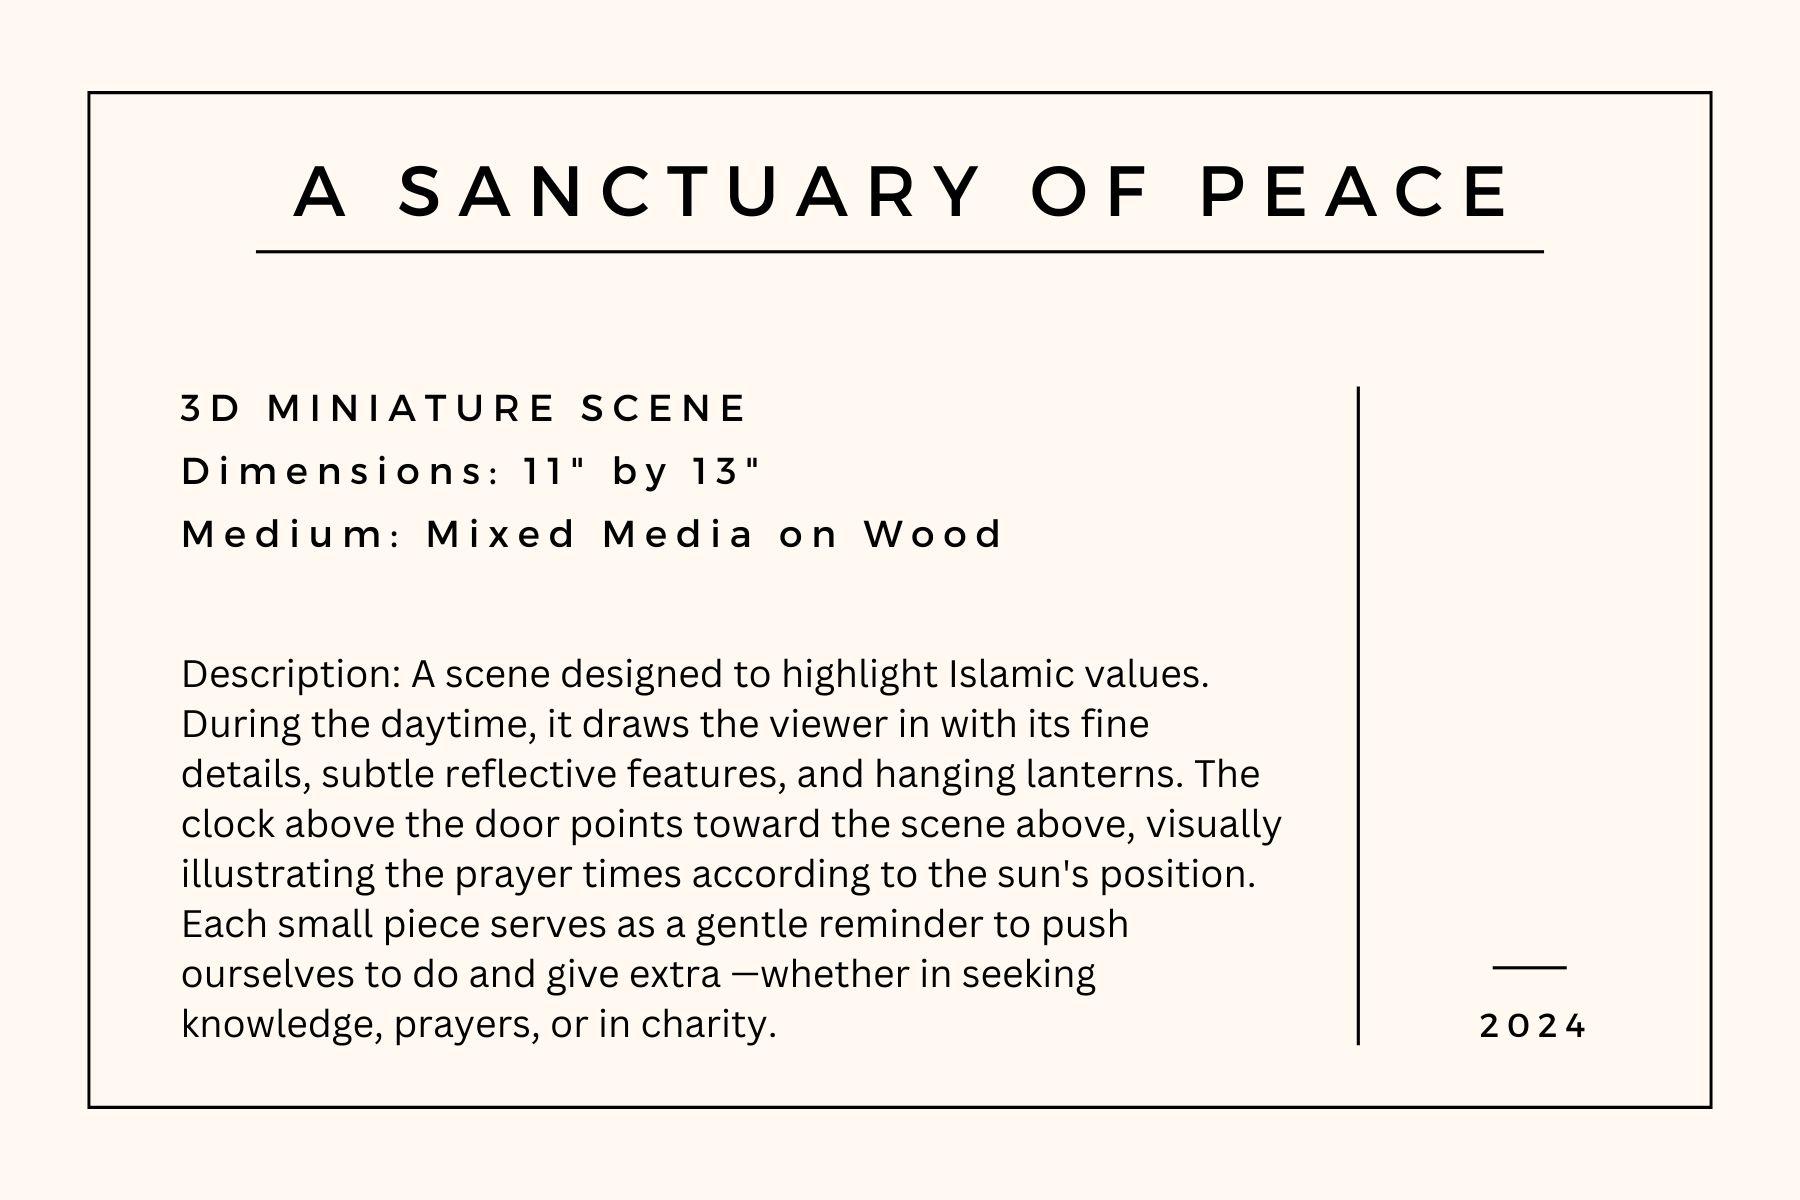 A SANCTUARY OF PEACE
3D MINIATURE SCENE
Dimensions: 11" by 13"
Medium: Mixed Media on Wood
Description: A scene designed to highlight Islamic values.
During the daytime, it draws the viewer in with its fine
details, subtle reflective features, and hanging lanterns. The
clock above the door points toward the scene above, visually
illustrating the prayer times according to the sun's position.
Each small piece serves as a gentle reminder to push
ourselves to do and give extra —whether in seeking
knowledge, prayers, or in charity.
2024